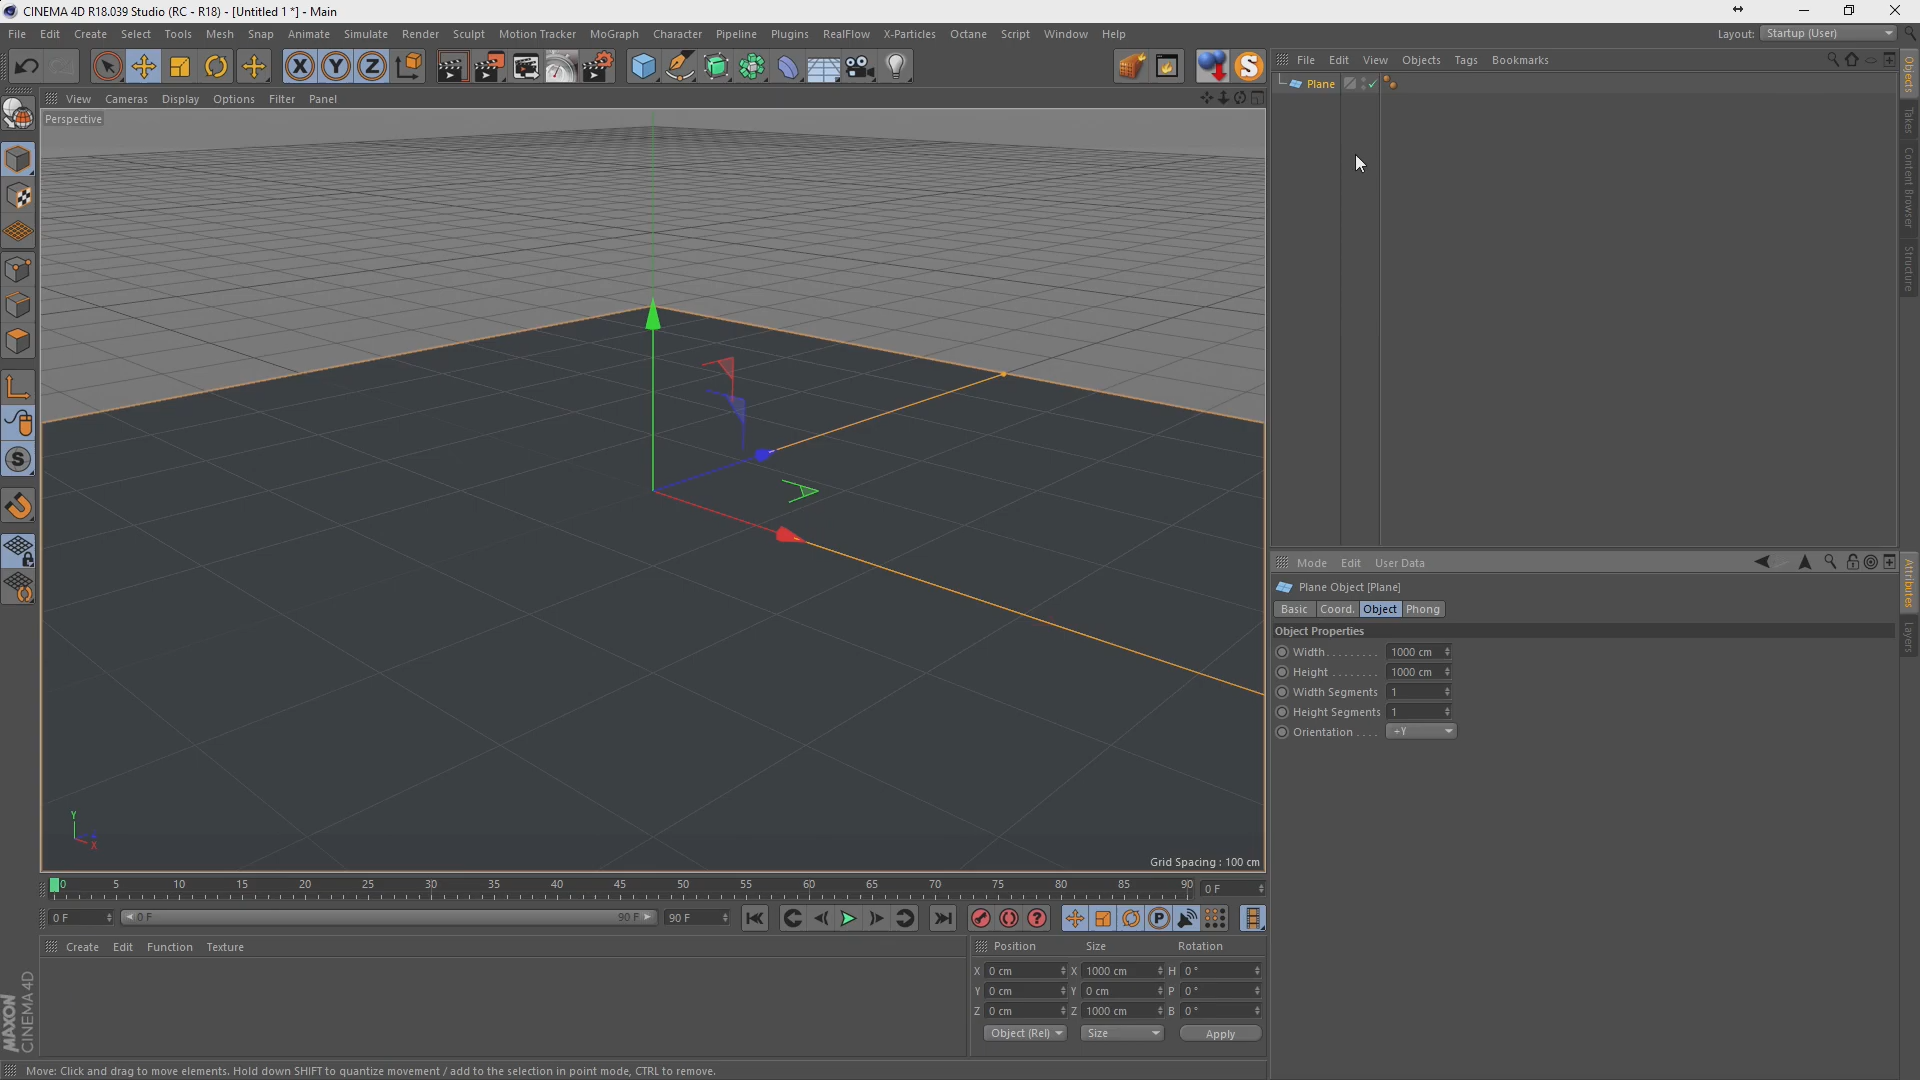 CINEMA 4D R18.039 Studio (RC - R18) - [Untitled 1 *] - Main
File Edit Create Select Tools Mesh Snap Animate Simulate Render Sculpt Motion Tracker MoGraph Character Pipeline Plugins RealFlow X-Particles Octane Script Window Help Layout: Startup (User)
File Edit View Objects Tags Bookmarks
Plane
View Cameras Display Options Filter Panel
Perspective
Objects
Takes
Content Browser
Structure
Mode Edit User Data
Plane Object [Plane]
Basic Coord. Object Phong
Object Properties
Width......... 1000 cm
Height ........ 1000 cm
Width Segments 1
Height Segments 1
Orientation .... +Y
Attributes
Layers
Y
X
Grid Spacing : 100 cm
0 5 10 15 20 25 30 35 40 45 50 55 60 65 70 75 80 85 90 0 F
0 F 0 F 90 F 90 F
Create Edit Function Texture
Position Size Rotation
X 0 cm X 1000 cm H 0 °
Y 0 cm Y 0 cm P 0 °
Z 0 cm Z 1000 cm B 0 °
Object (Rel) Size Apply
MAXON
CINEMA 4D
Move: Click and drag to move elements. Hold down SHIFT to quantize movement / add to the selection in point mode, CTRL to remove.